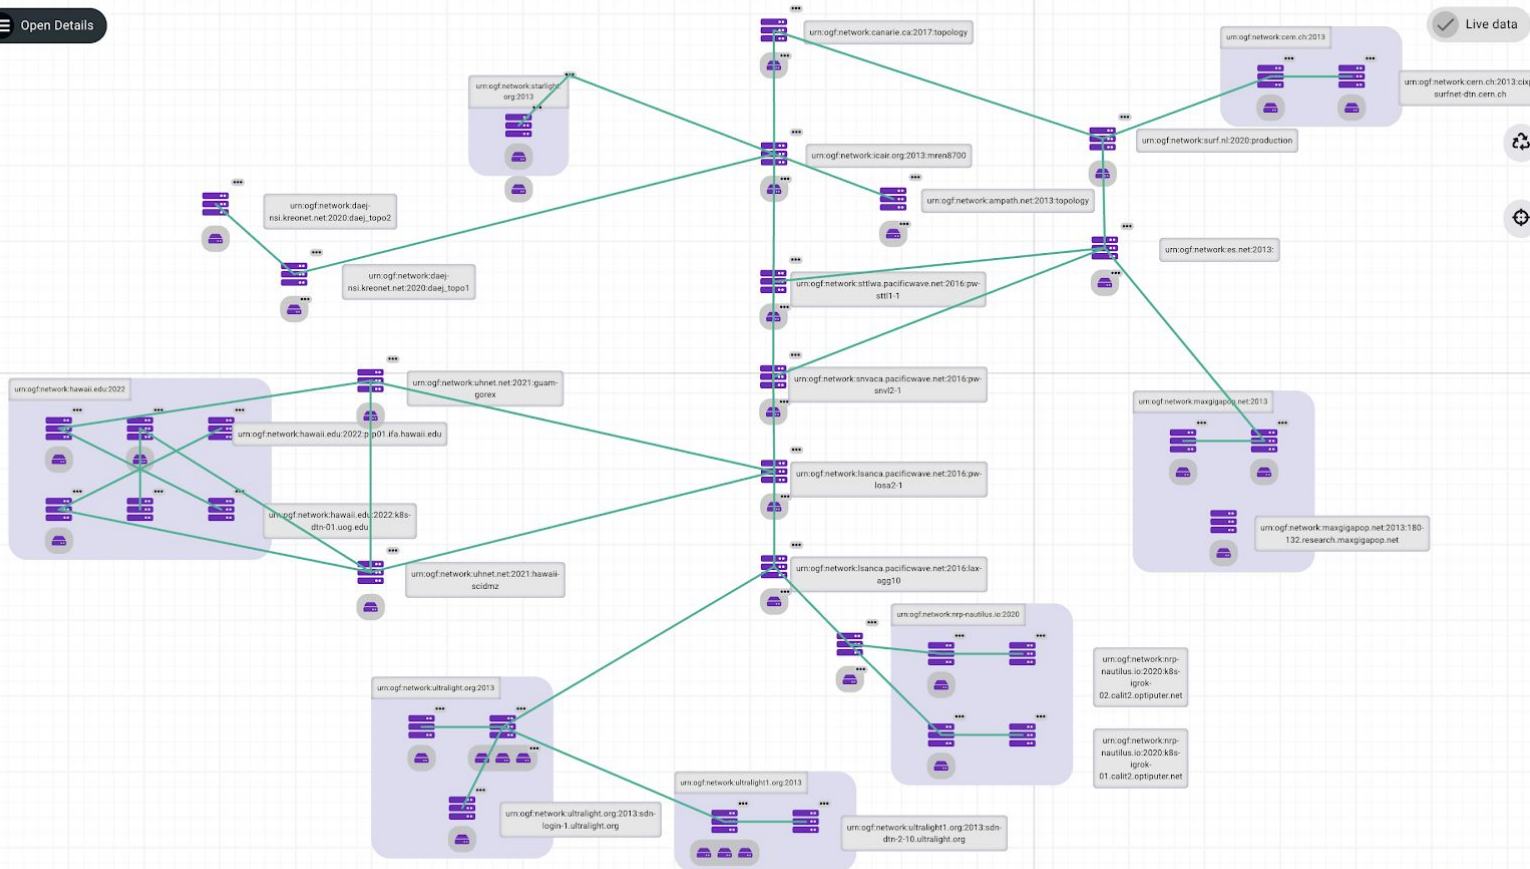 Open Details
urn:ogf:network:canarie.ca:2017:topology
Live data
urn:ogf:network:cern.ch:2013
urn:ogf:network:cern.ch:2013:cixp-
surfnet-dtn.cern.ch
urn:ogf:network:starlight.
org:2013
urn:ogf:network:surf.nl:2020:production
urn:ogf:network:icair.org:2013:mren8700
urn:ogf:network:ampath.net:2013:topology
urn:ogf:network:daej-
nsi.kreonet.net:2020:daej_topo2
urn:ogf:network:es.net:2013:
urn:ogf:network:daej-
nsi.kreonet.net:2020:daej_topo1
urn:ogf:network:sttlwa.pacificwave.net:2016:pw-
sttl1-1
urn:ogf:network:hawaii.edu:2022
urn:ogf:network:uhnet.net:2021:guam-
gorex
urn:ogf:network:snvaca.pacificwave.net:2016:pw-
snvl2-1
urn:ogf:network:maxgigapop.net:2013
urn:ogf:network:hawaii.edu:2022:p1p01.ifa.hawaii.edu
urn:ogf:network:lsanca.pacificwave.net:2016:pw-
losa2-1
urn:ogf:network:hawaii.edu:2022:k8s-
dtn-01.uog.edu
urn:ogf:network:maxgigapop.net:2013:180-
132.research.maxgigapop.net
urn:ogf:network:uhnet.net:2021:hawaii-
scidmz
urn:ogf:network:lsanca.pacificwave.net:2016:lax-
agg10
urn:ogf:network:nrp-nautilus.io:2020
urn:ogf:network:nrp-
nautilus.io:2020:k8s-
igrok-
02.calit2.optiputer.net
urn:ogf:network:ultralight.org:2013
urn:ogf:network:nrp-
nautilus.io:2020:k8s-
igrok-
01.calit2.optiputer.net
urn:ogf:network:ultralight1.org:2013
urn:ogf:network:ultralight.org:2013:sdn-
login-1.ultralight.org
urn:ogf:network:ultralight1.org:2013:sdn-
dtn-2-10.ultralight.org